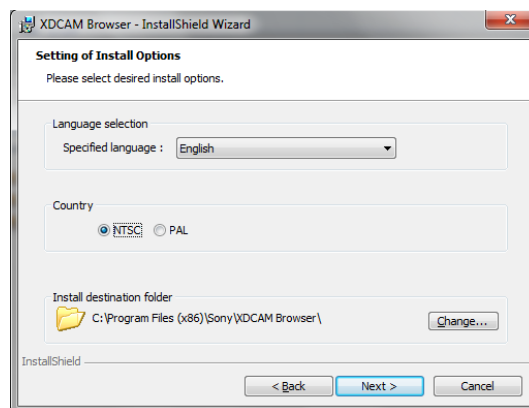 XDCAM Browser - InstallShield Wizard
Setting of Install Options
Please select desired install options.
Language selection
Specified language : English
Country
NTSC PAL
Install destination folder
C:\Program Files (x86)\Sony\XDCAM Browser\ Change...
InstallShield
< Back Next > Cancel